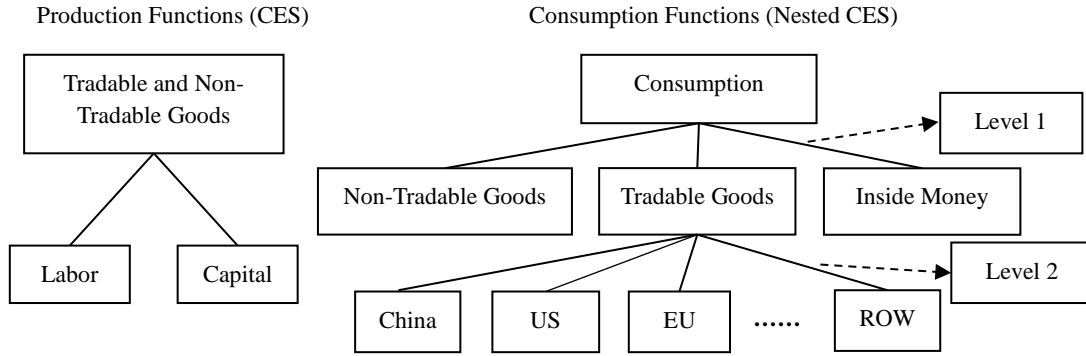 Production Functions (CES)
Tradable and Non-
Tradable Goods
Labor
Capital
Consumption Functions (Nested CES)
Consumption
Level 1
Non-Tradable Goods
Tradable Goods
Inside Money
Level 2
China
US
EU
......
ROW